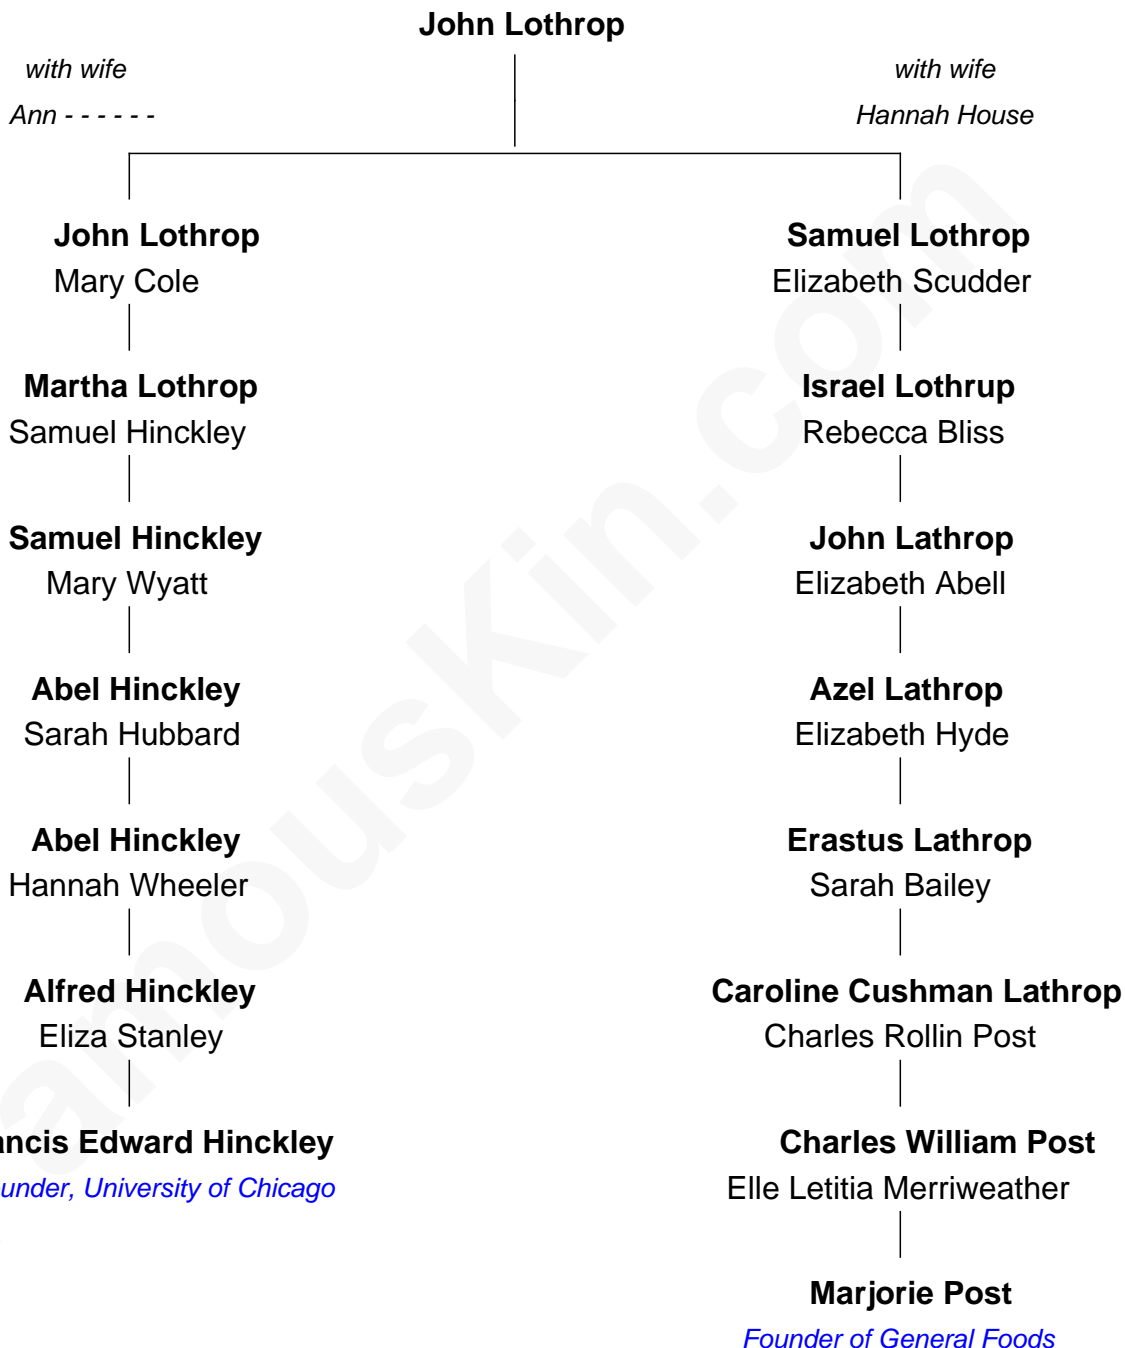 John Lothrop
with wife
Ann - - - - - -
with wife
Hannah House
John Lothrop
Mary Cole
Samuel Lothrop
Elizabeth Scudder
Martha Lothrop
Samuel Hinckley
Israel Lothrup
Rebecca Bliss
Samuel Hinckley
Mary Wyatt
John Lathrop
Elizabeth Abell
Abel Hinckley
Sarah Hubbard
Azel Lathrop
Elizabeth Hyde
Abel Hinckley
Hannah Wheeler
Erastus Lathrop
Sarah Bailey
Alfred Hinckley
Eliza Stanley
Caroline Cushman Lathrop
Charles Rollin Post
Edward Hinckley
University of Chicago
Charles William Post
Elle Letitia Merriweather
Marjorie Post
Founder of General Foods
amousKin.com